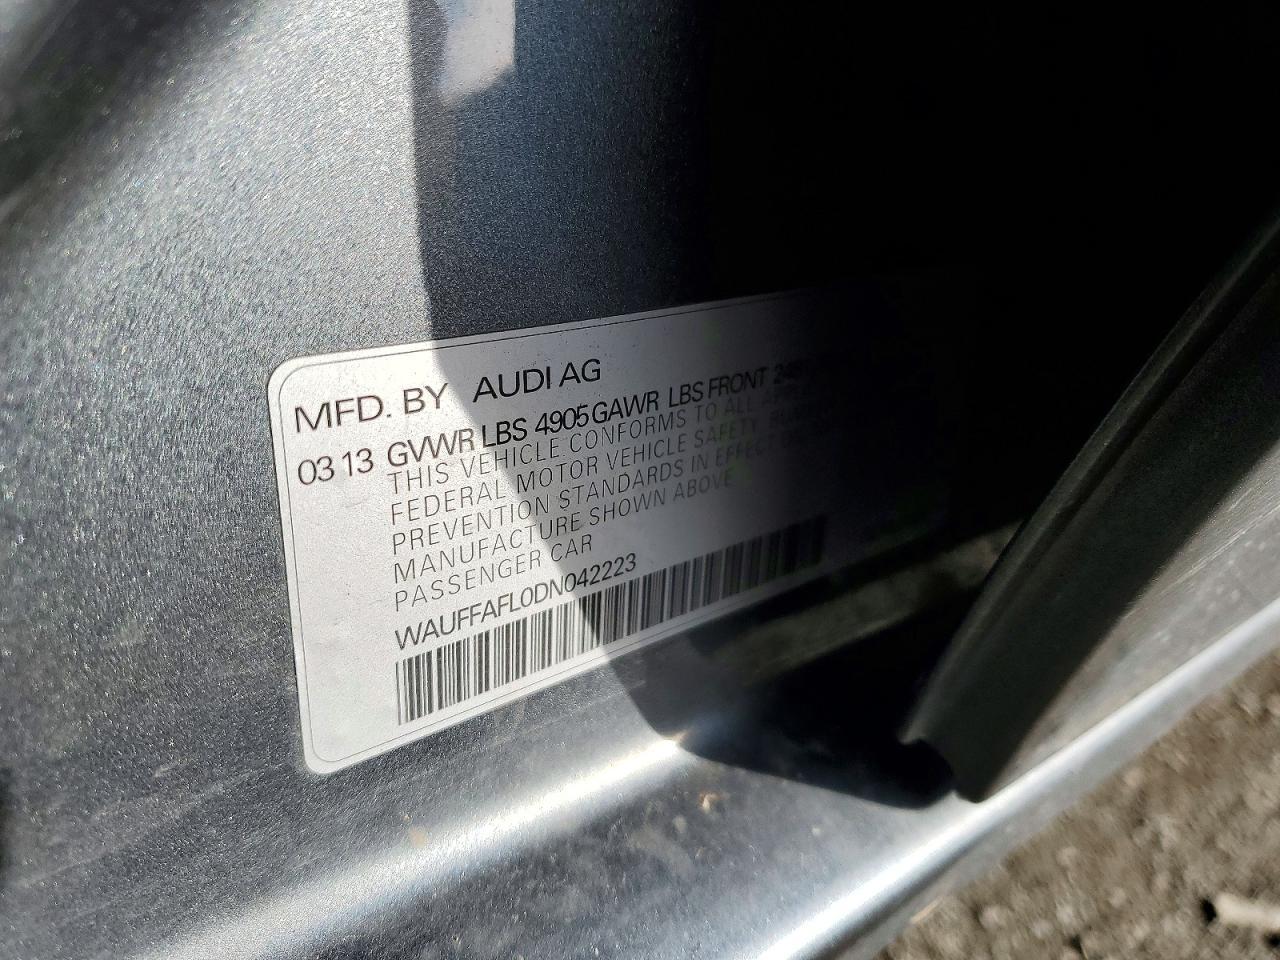 MFD. BY AUDI AG
03 13 GVWR LBS 4905 GAWR LBS FRONT
THIS VEHICLE CONFORMS TO ALL
FEDERAL MOTOR VEHICLE SAFETY
PREVENTION STANDARDS IN EFFECT
MANUFACTURE SHOWN ABOVE
PASSENGER CAR
WAUFFAFL0DN042223